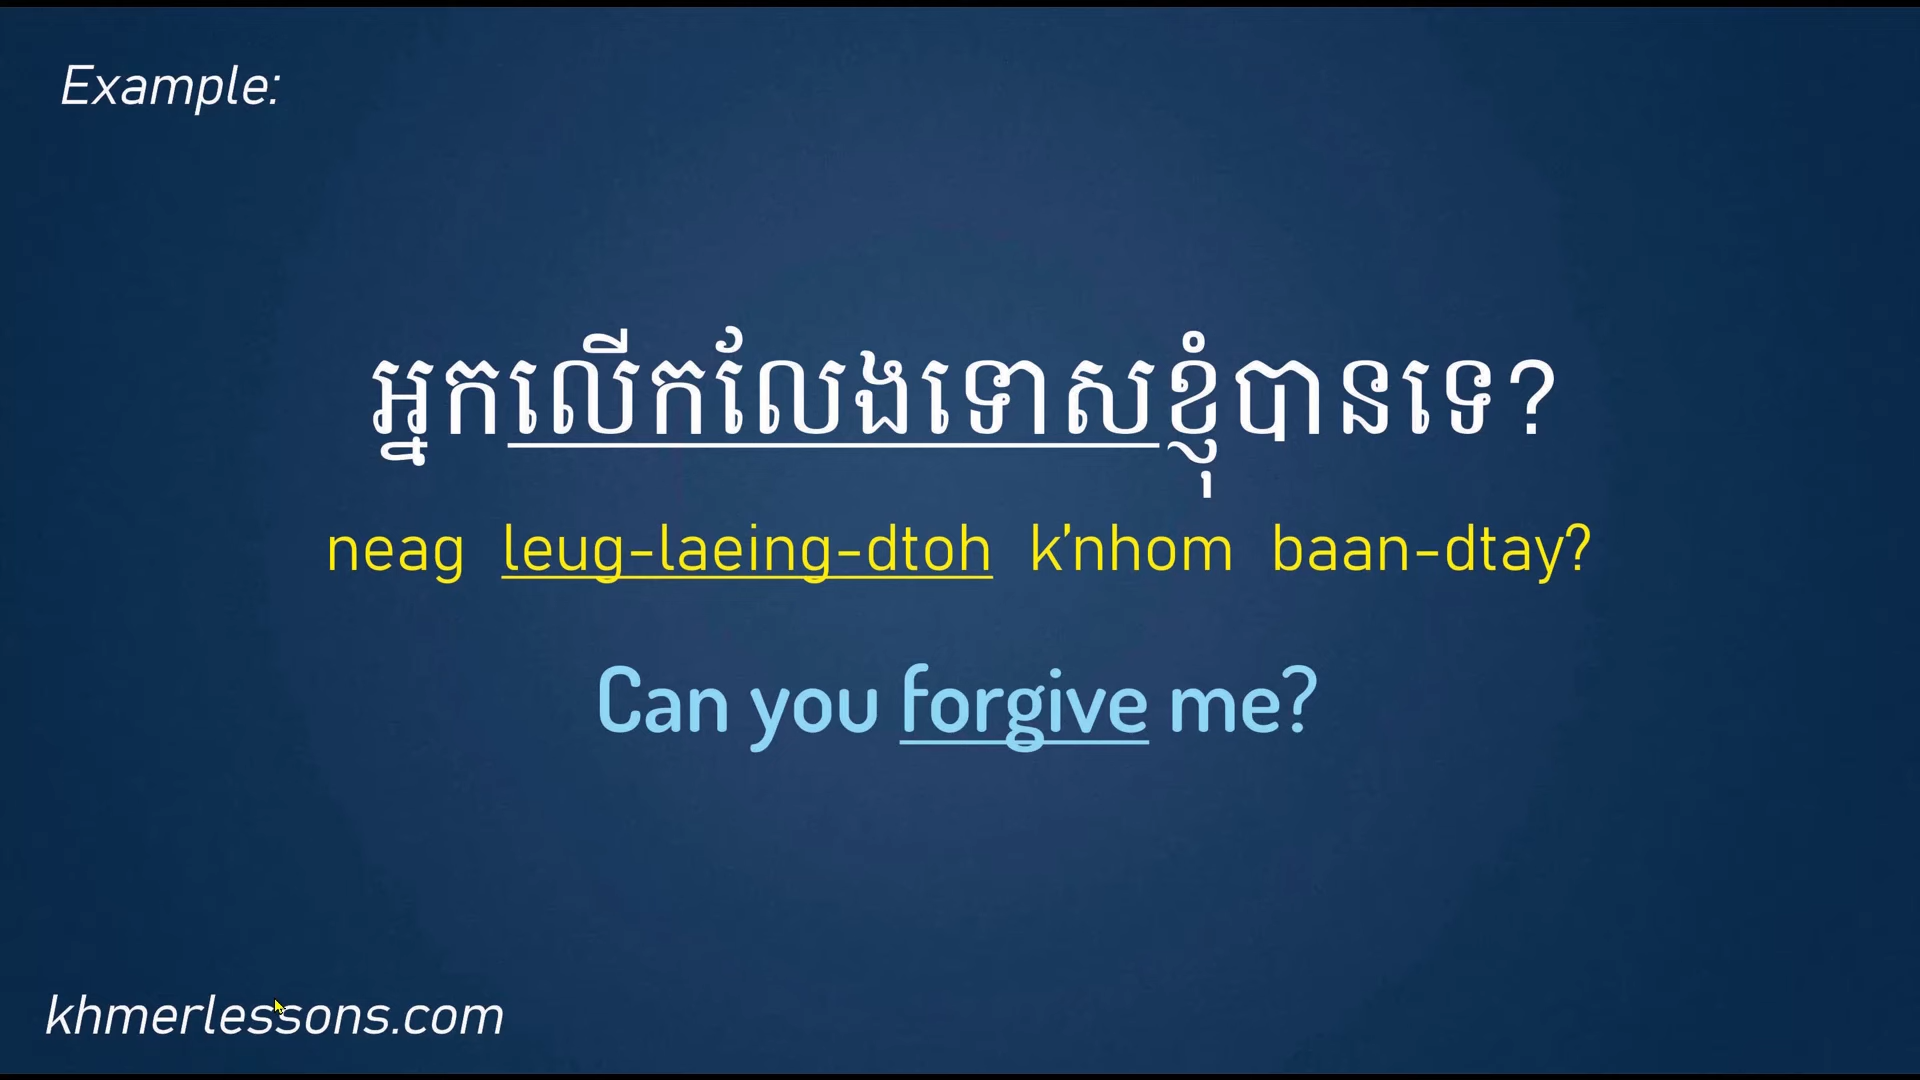 Example:
អ្នកលើកលែងទោសខ្ញុំបានទេ?
neag leug-laeing-dtoh k’nhom baan-dtay?
Can you forgive me?
khmerlessons.com